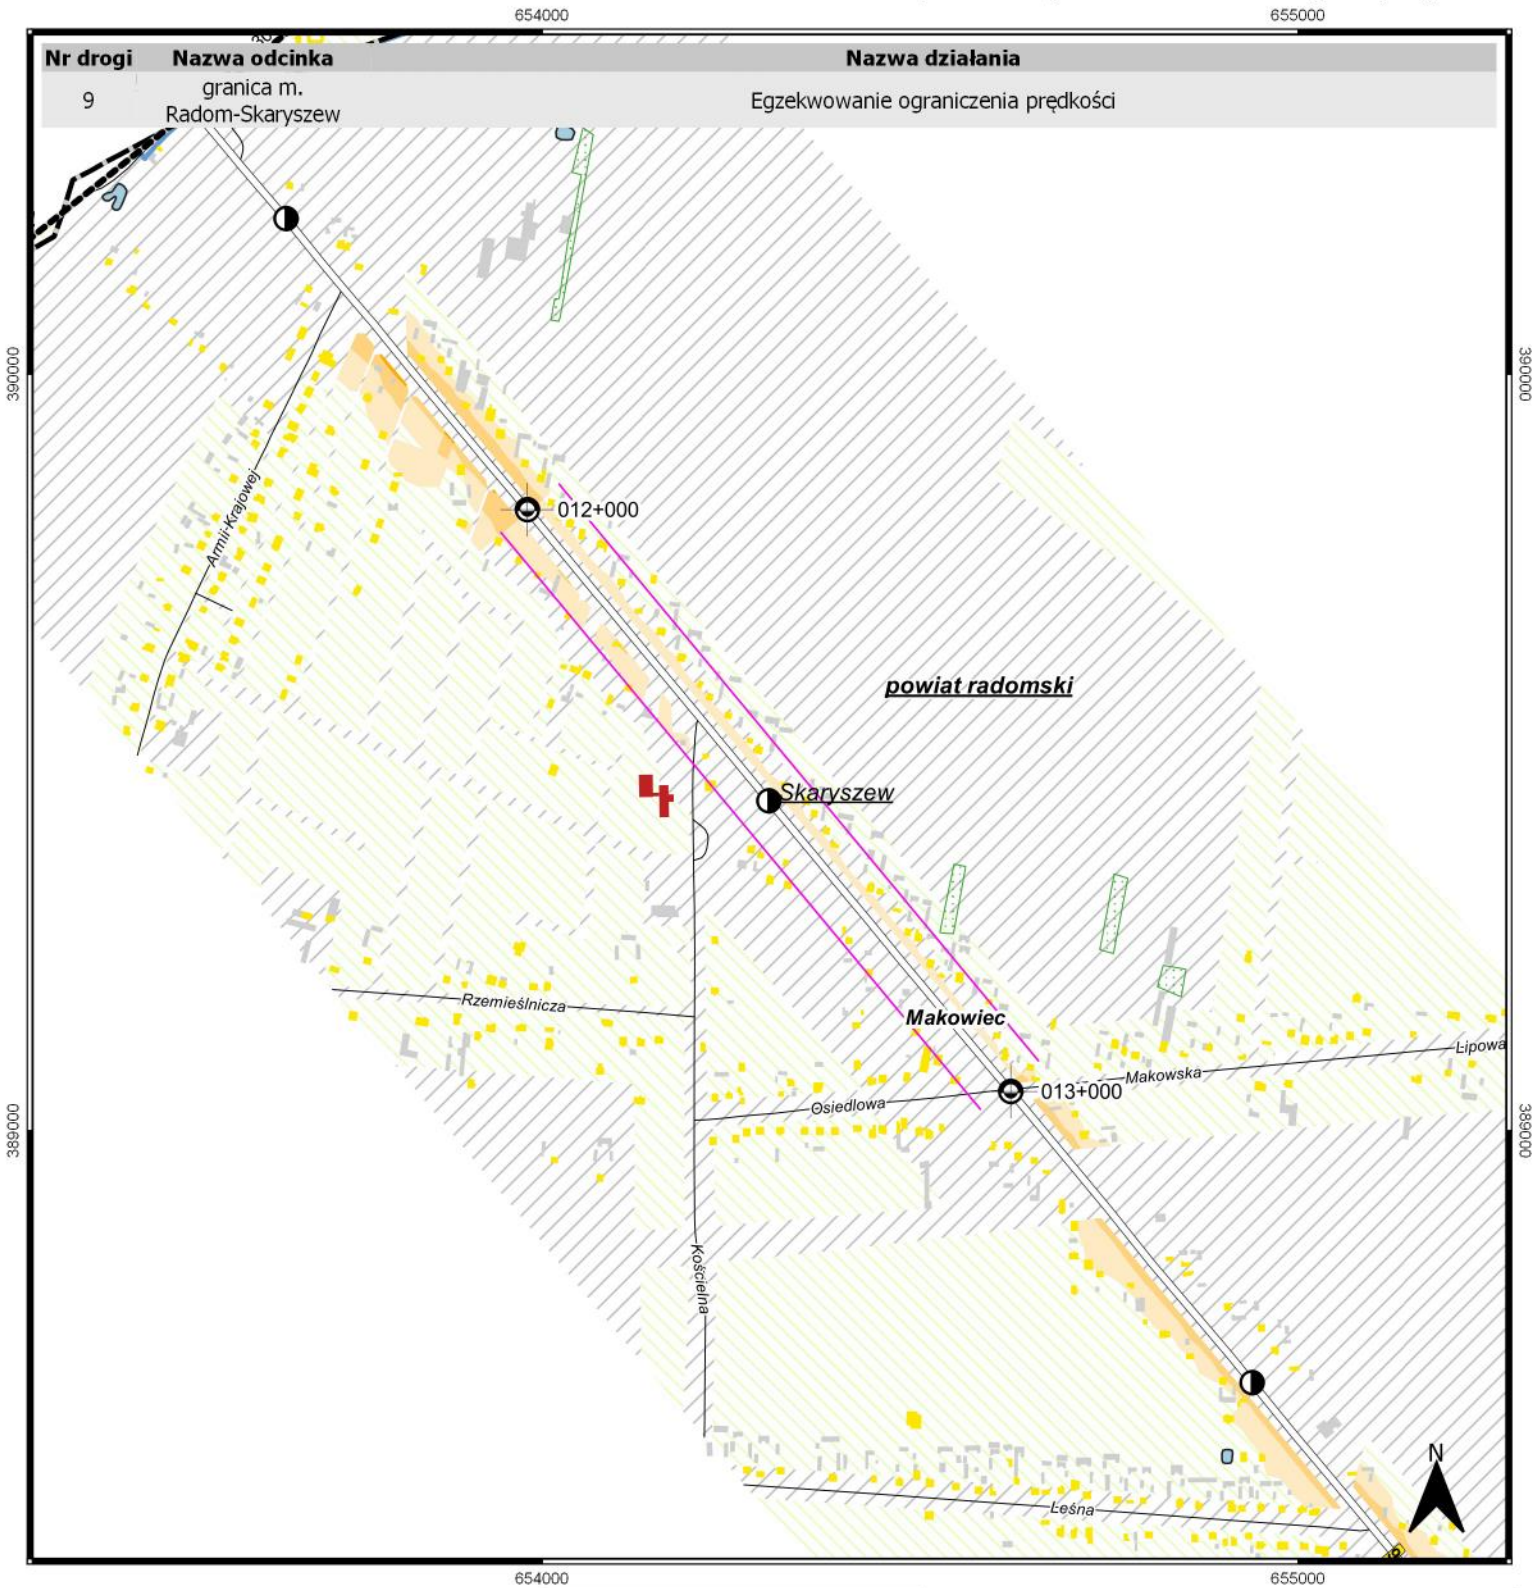 654000 655000
Nr drogi Nazwa odcinka Nazwa działania
9 granica m. Egzekwowanie ograniczenia prędkości
Radom-Skaryszew
390000 390000
012+000
Armii-Krajowej
powiat radomski
Skaryszew
Rzemieślnicza
Makowiec
Lipowa
Makowska
013+000
Osiedlowa
389000 389000
Kościelna
N
Leśna
654000 655000